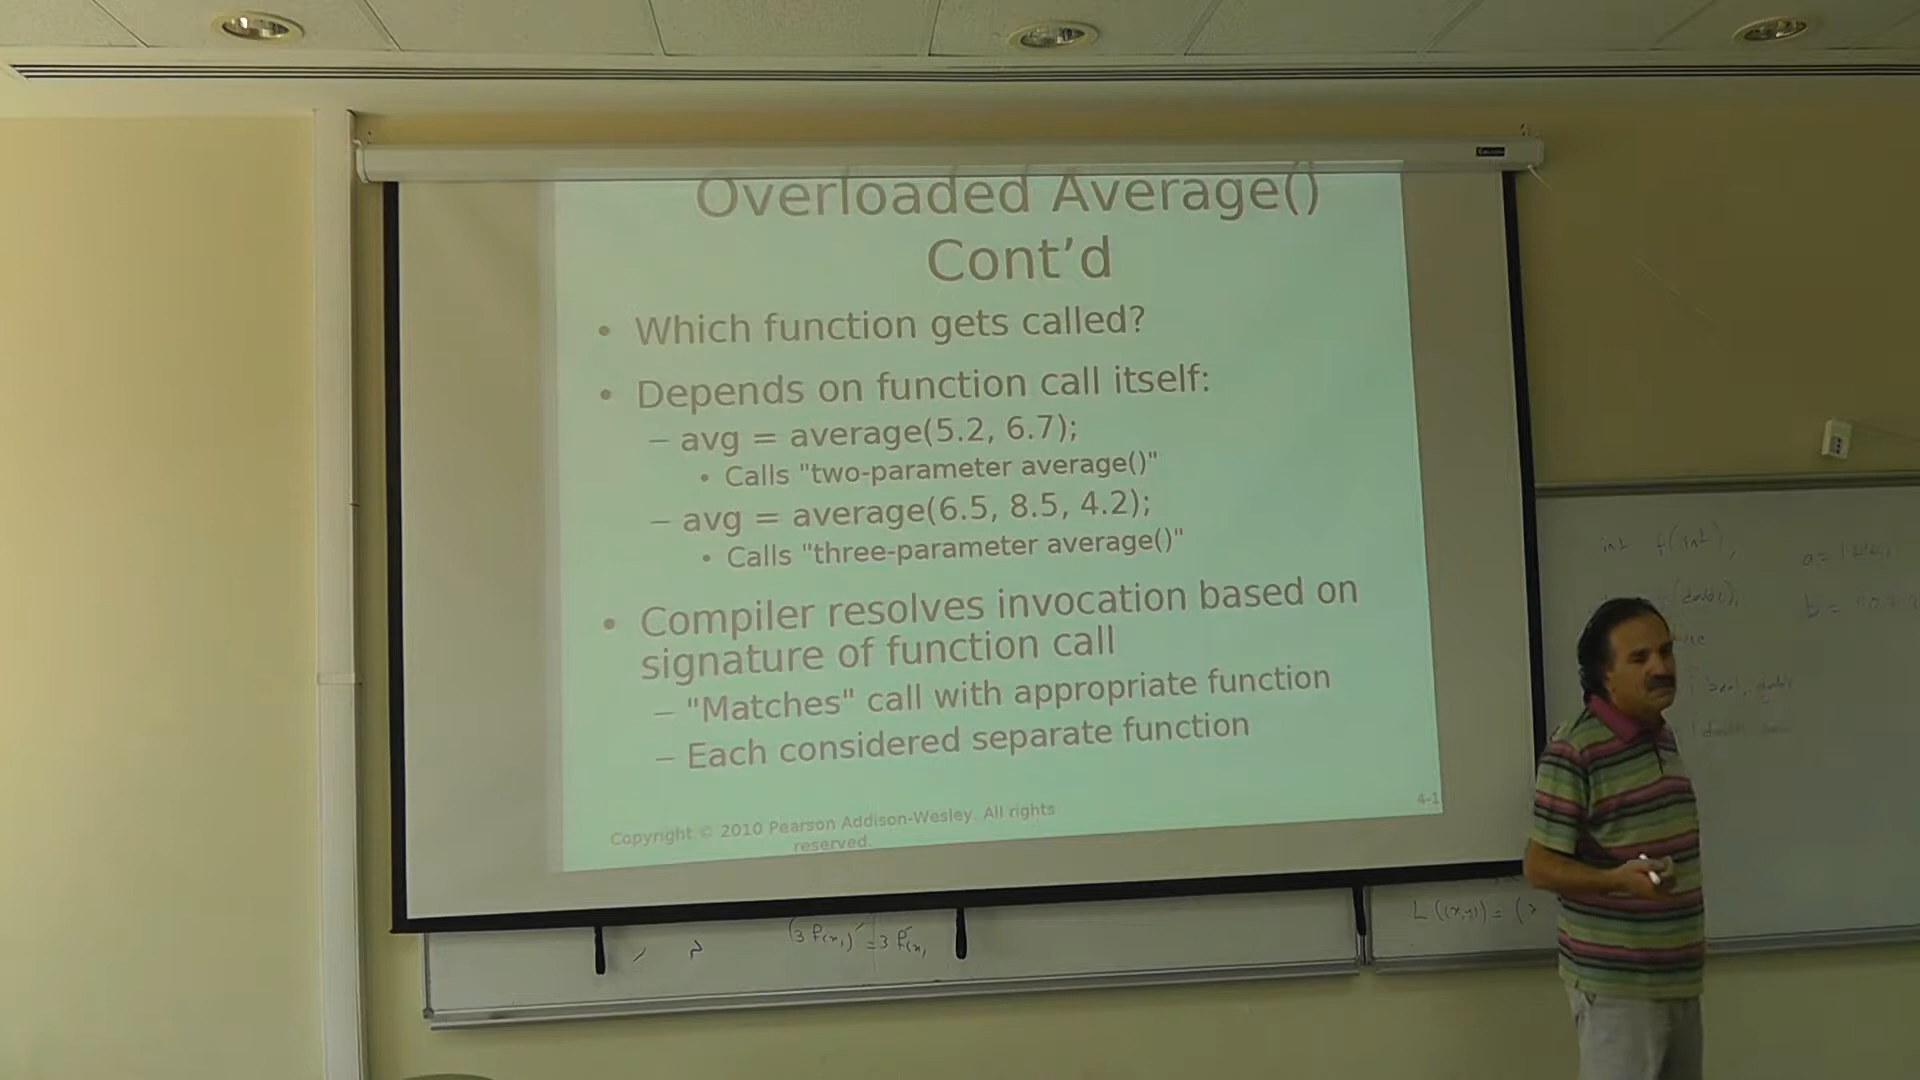 Overloaded Average()
Cont’d
• Which function gets called?
• Depends on function call itself:
– avg = average(5.2, 6.7);
• Calls "two-parameter average()"
– avg = average(6.5, 8.5, 4.2);
• Calls "three-parameter average()"
• Compiler resolves invocation based on
signature of function call
– "Matches" call with appropriate function
– Each considered separate function
Copyright © 2010 Pearson Addison-Wesley. All rights
reserved.
4-1
int f(int),
L((x,y)) = (